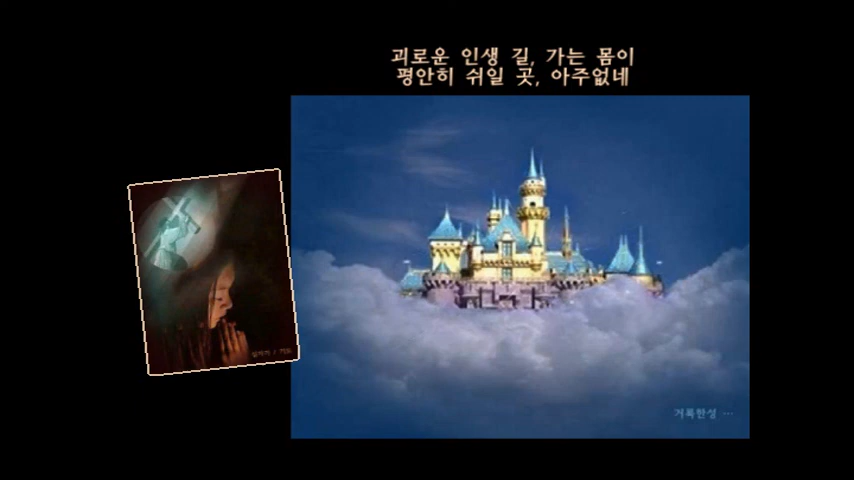 괴로운 인생 길, 가는 몸이
평안히 쉬일 곳, 아주없네
거룩한성 ...